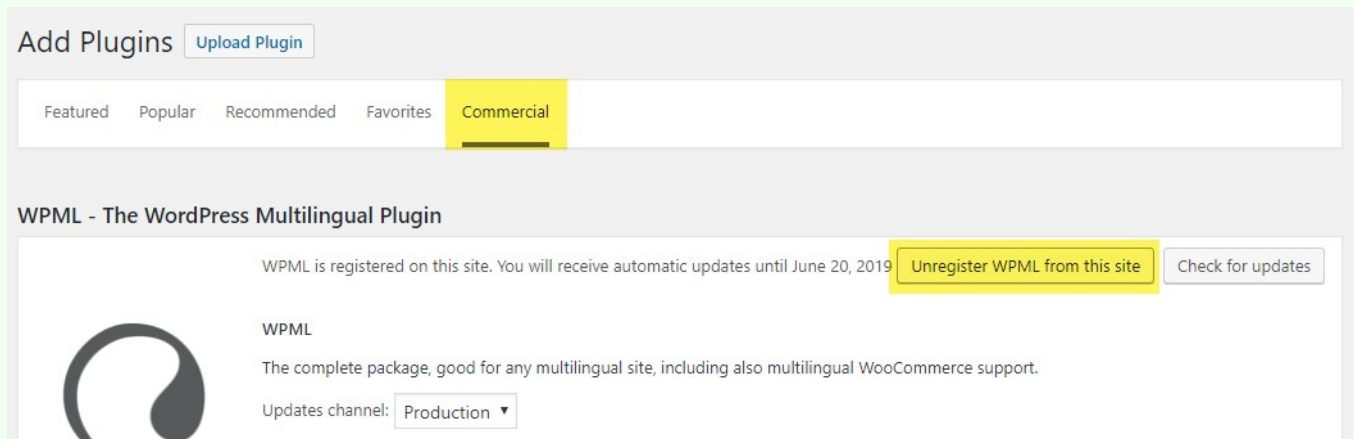 Add Plugins Upload Plugin
Featured Popular Recommended Favorites Commercial
WPML - The WordPress Multilingual Plugin
WPML is registered on this site. You will receive automatic updates until June 20, 2019 Unregister WPML from this site Check for updates
WPML
The complete package, good for any multilingual site, including also multilingual WooCommerce support.
Updates channel: Production